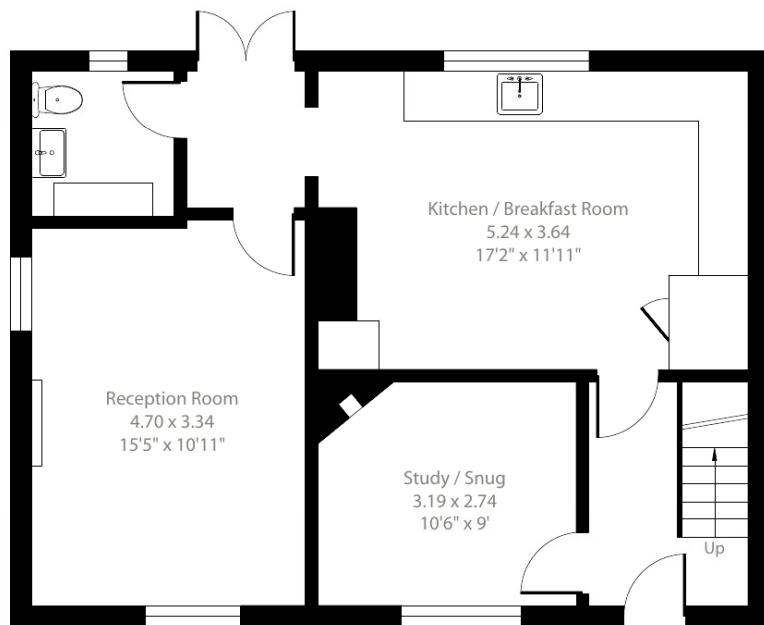 Kitchen / Breakfast Room
5.24 x 3.64
17'2" x 11'11"
Reception Room
4.70 x 3.34
15'5" x 10'11"
Study / Snug
3.19 x 2.74
10'6" x 9'
Up